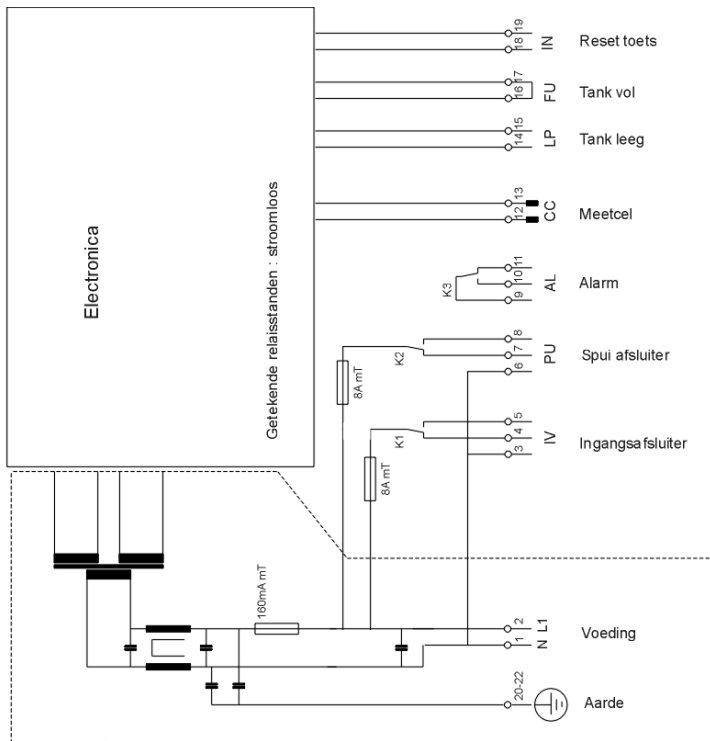 19
18
IN
Reset toets
17
16
FU
Tank vol
15
14
LP
Tank leeg
13
12
CC
Meetcel
11
10
9
AL
Alarm
K3
8
7
6
PU
Spui afsluiter
K2
8A mT
5
4
3
IV
Ingangsafsluiter
K1
8A mT
Electronica
Getekende relaisstanden : stroomloos
160mA mT
2
1
L1
N
Voeding
20-22
Aarde